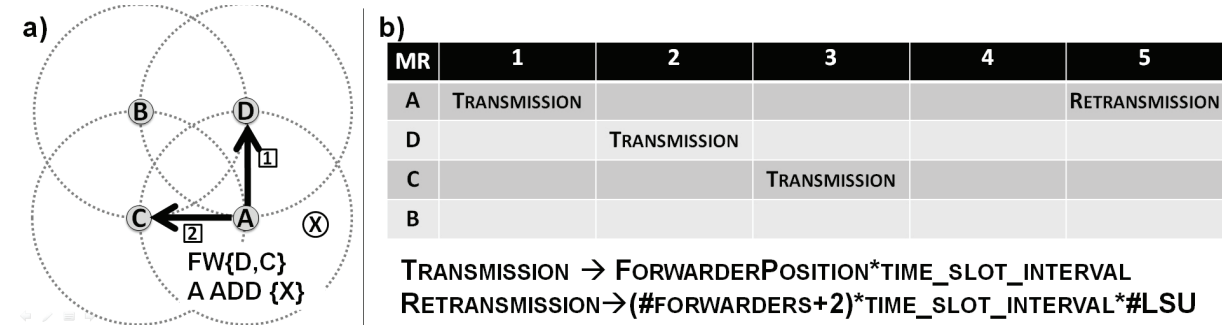 a)
B
D
1
C
A
X
2
FW{D,C}
A ADD {X}
b)
MR 1 2 3 4 5
A TRANSMISSION RETRANSMISSION
D TRANSMISSION
C TRANSMISSION
B
TRANSMISSION → FORWARDERPOSITION*TIME_SLOT_INTERVAL
RETRANSMISSION→(#FORWARDERS+2)*TIME_SLOT_INTERVAL*#LSU